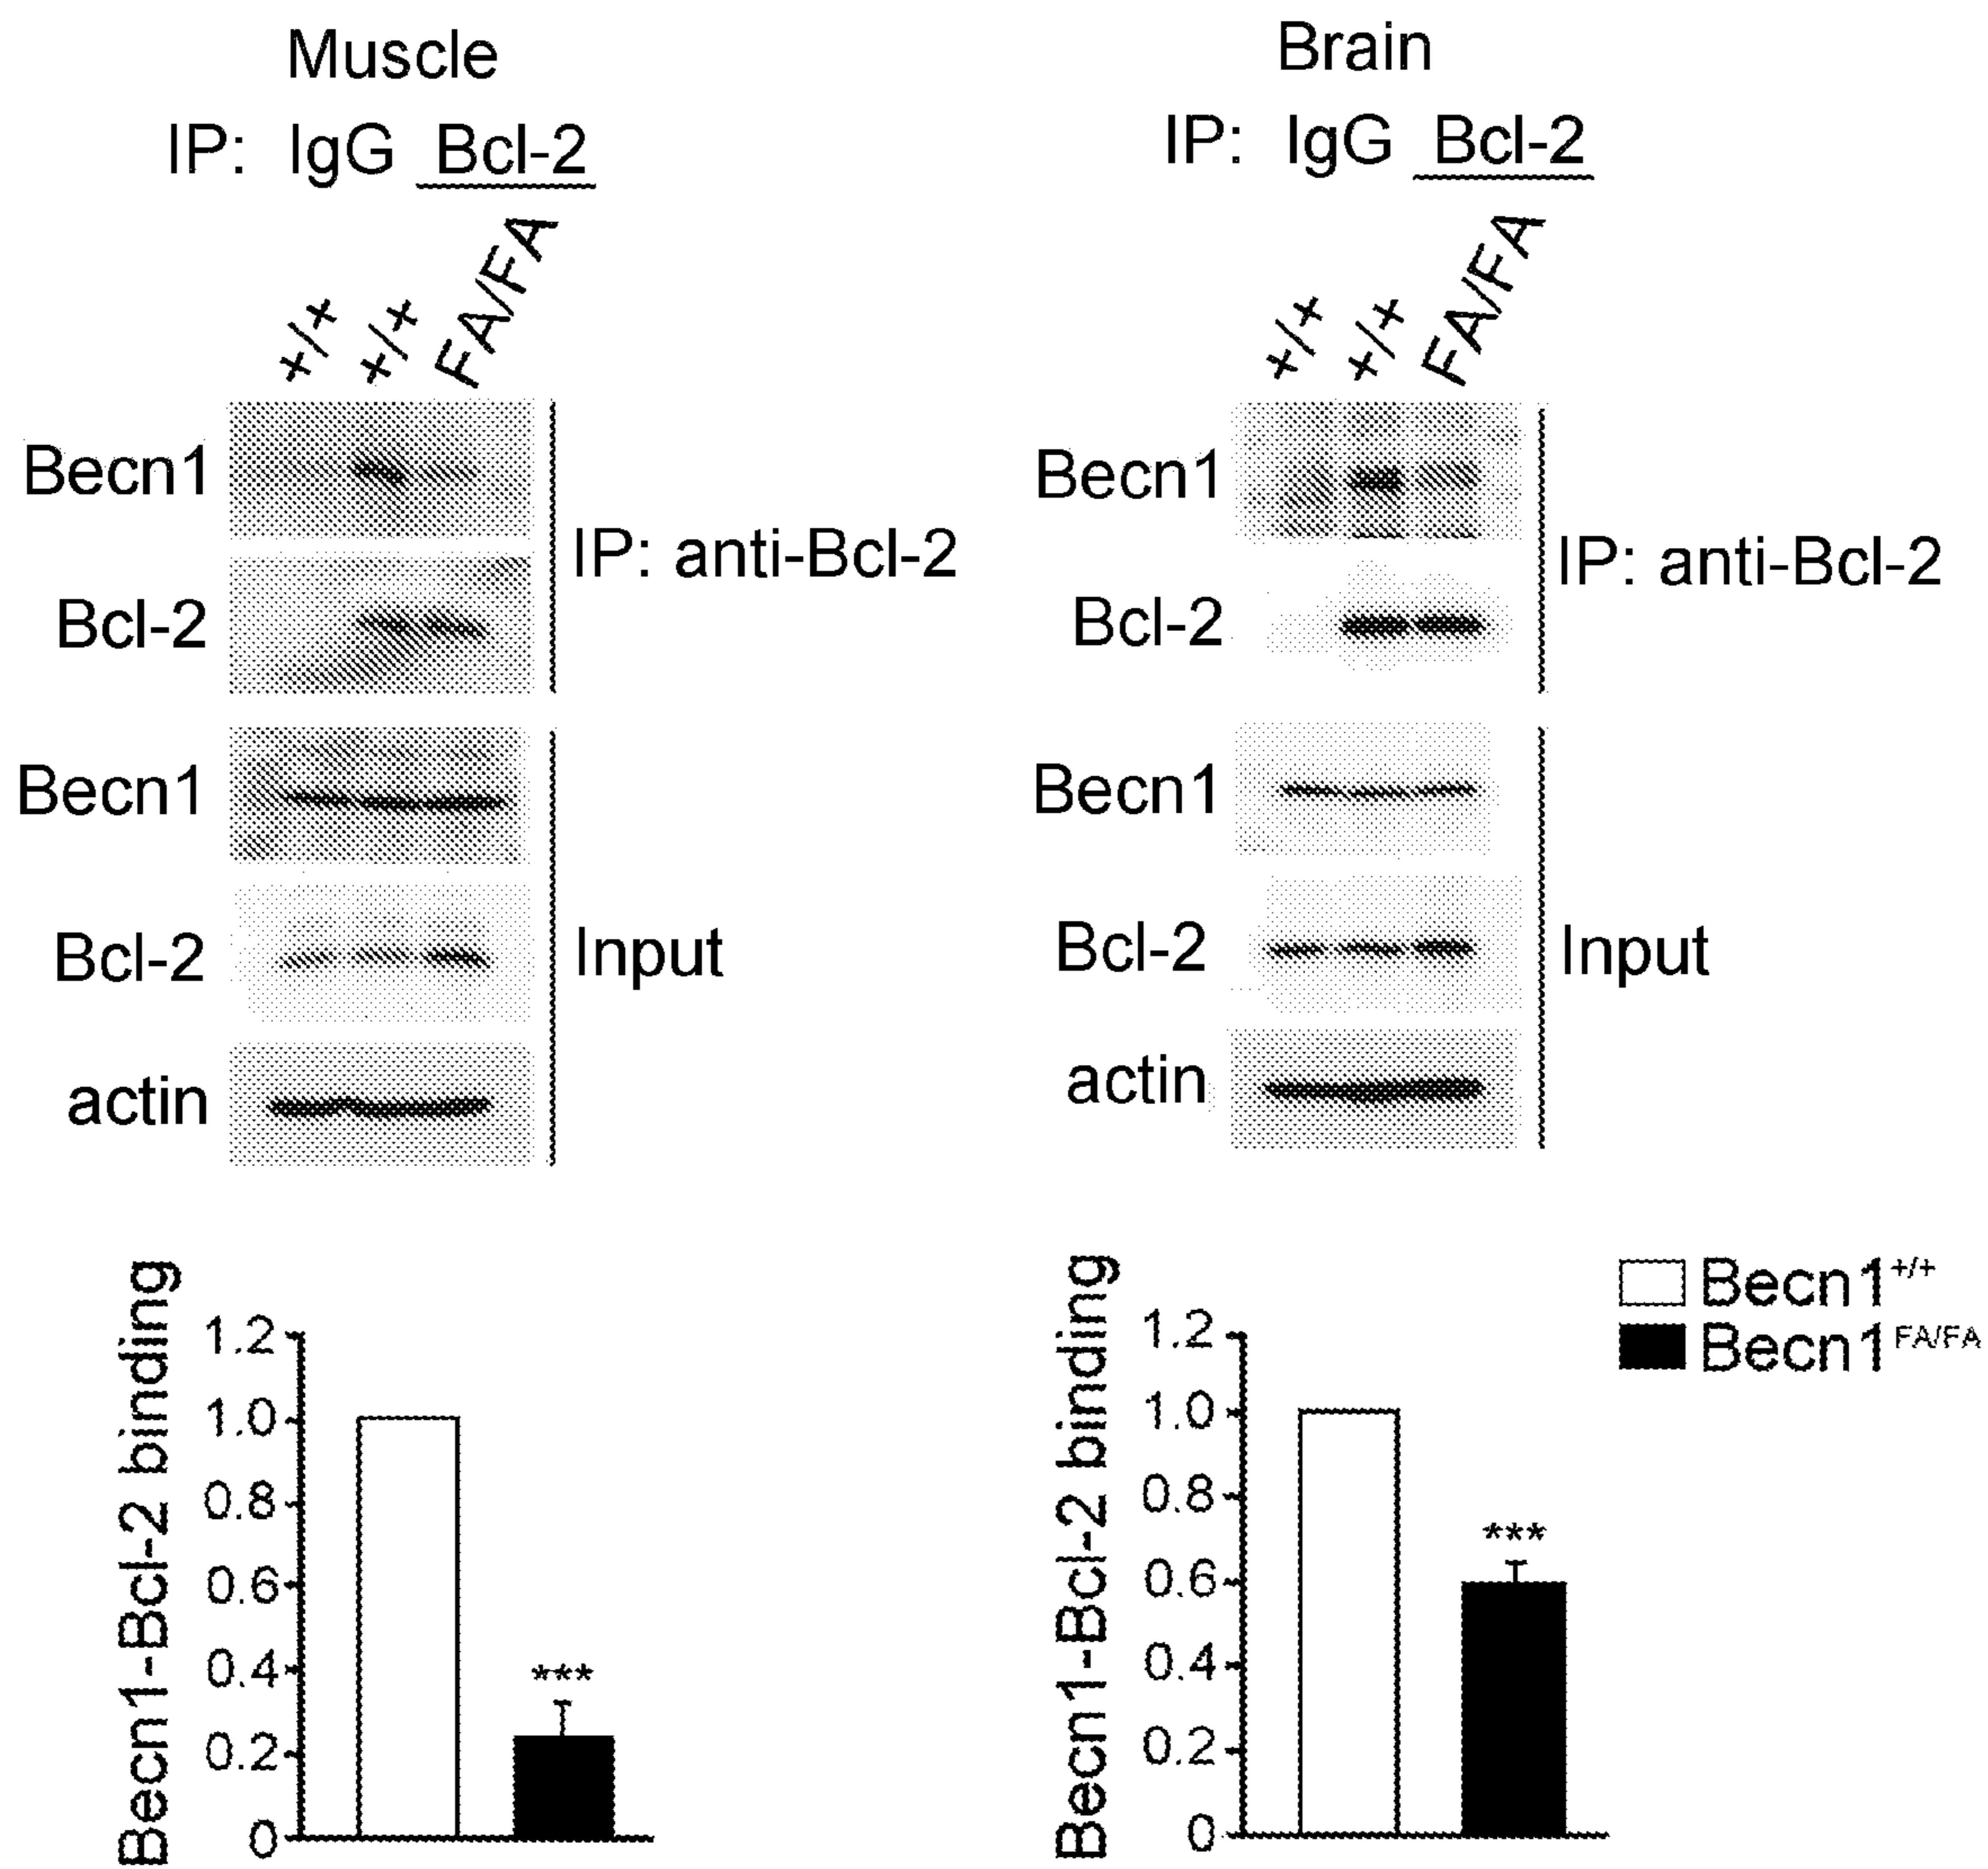 Muscle
IP: IgG Bcl-2
+/+ +/+ FA/FA
Becn1
Bcl-2
IP: anti-Bcl-2
Becn1
Bcl-2
actin
Input
Brain
IP: IgG Bcl-2
+/+ +/+ FA/FA
Becn1
Bcl-2
IP: anti-Bcl-2
Becn1
Bcl-2
actin
Input
Becn1-Bcl-2 binding
1.2
1.0
0.8
0.6
0.4
0.2
0
***
Becn1-Bcl-2 binding
1.2
1.0
0.8
0.6
0.4
0.2
0
***
Becn1+/+
Becn1FA/FA